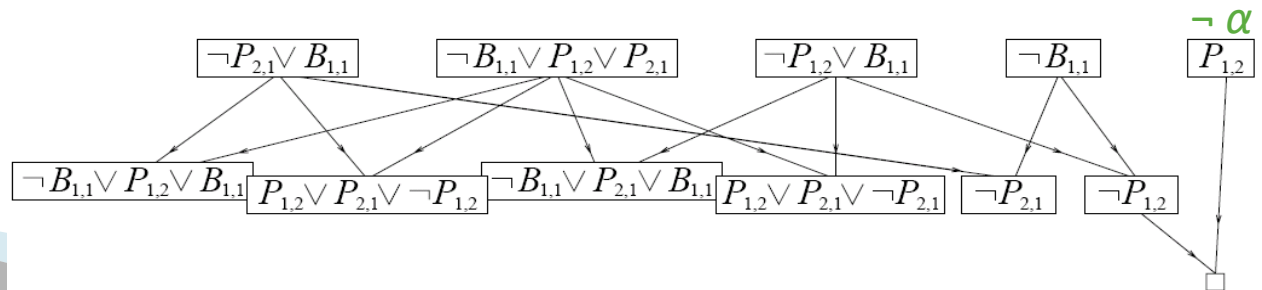 ¬ α
¬P2,1 ∨ B1,1   ¬B1,1 ∨ P1,2 ∨ P2,1   ¬P1,2 ∨ B1,1   ¬B1,1   P1,2
¬B1,1 ∨ P1,2 ∨ B1,1   P1,2 ∨ P2,1 ∨ ¬P1,2   ¬B1,1 ∨ P2,1 ∨ B1,1   P1,2 ∨ P2,1 ∨ ¬P2,1   ¬P2,1   ¬P1,2